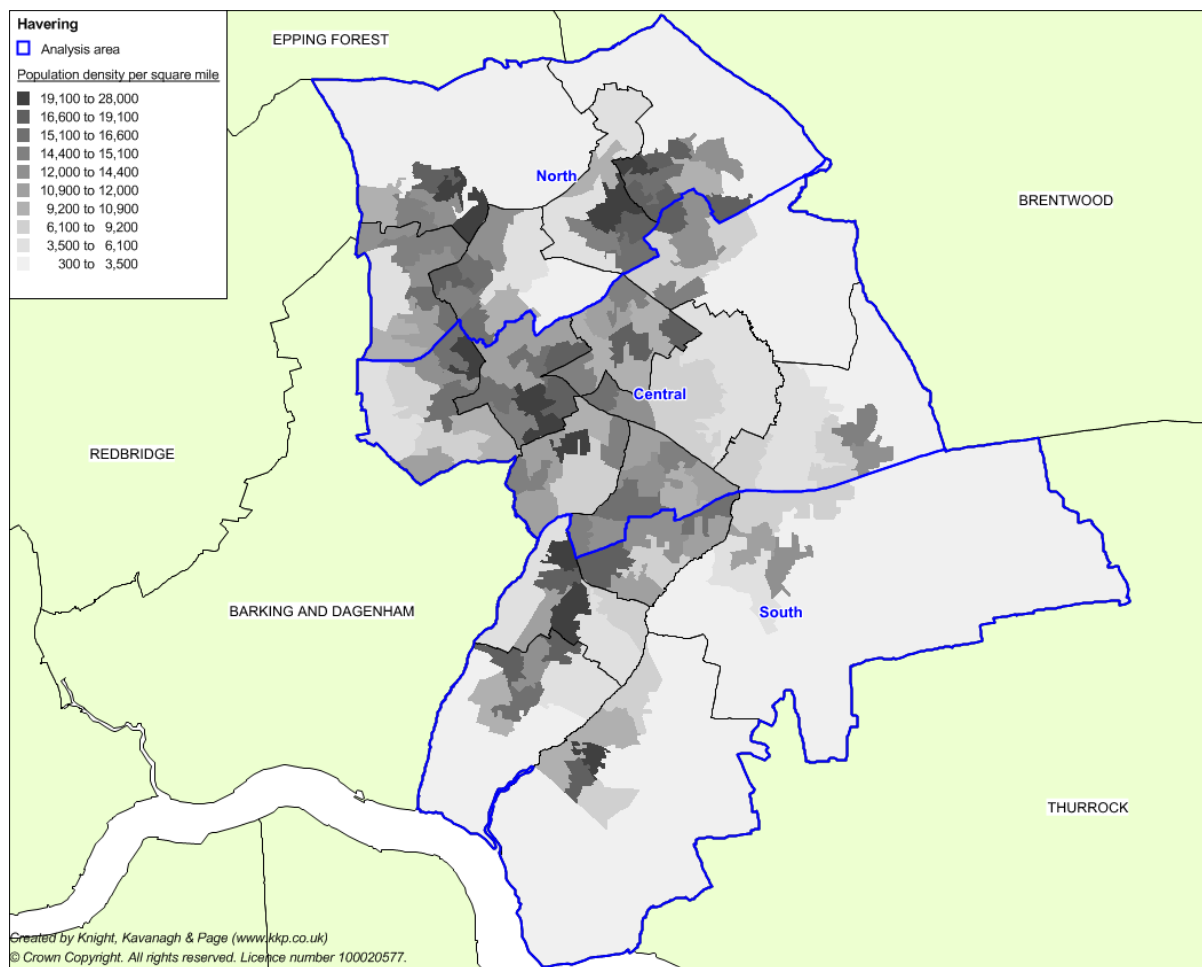 Havering
Analysis area
Population density per square mile
19,100 to 28,000
16,600 to 19,100
15,100 to 16,600
14,400 to 15,100
12,000 to 14,400
10,900 to 12,000
9,200 to 10,900
6,100 to 9,200
3,500 to 6,100
300 to 3,500
EPPING FOREST
North
BRENTWOOD
Central
REDBRIDGE
BARKING AND DAGENHAM
South
THURROCK
Created by Knight, Kavanagh & Page (www.kkp.co.uk)
© Crown Copyright. All rights reserved. Licence number 100020577.